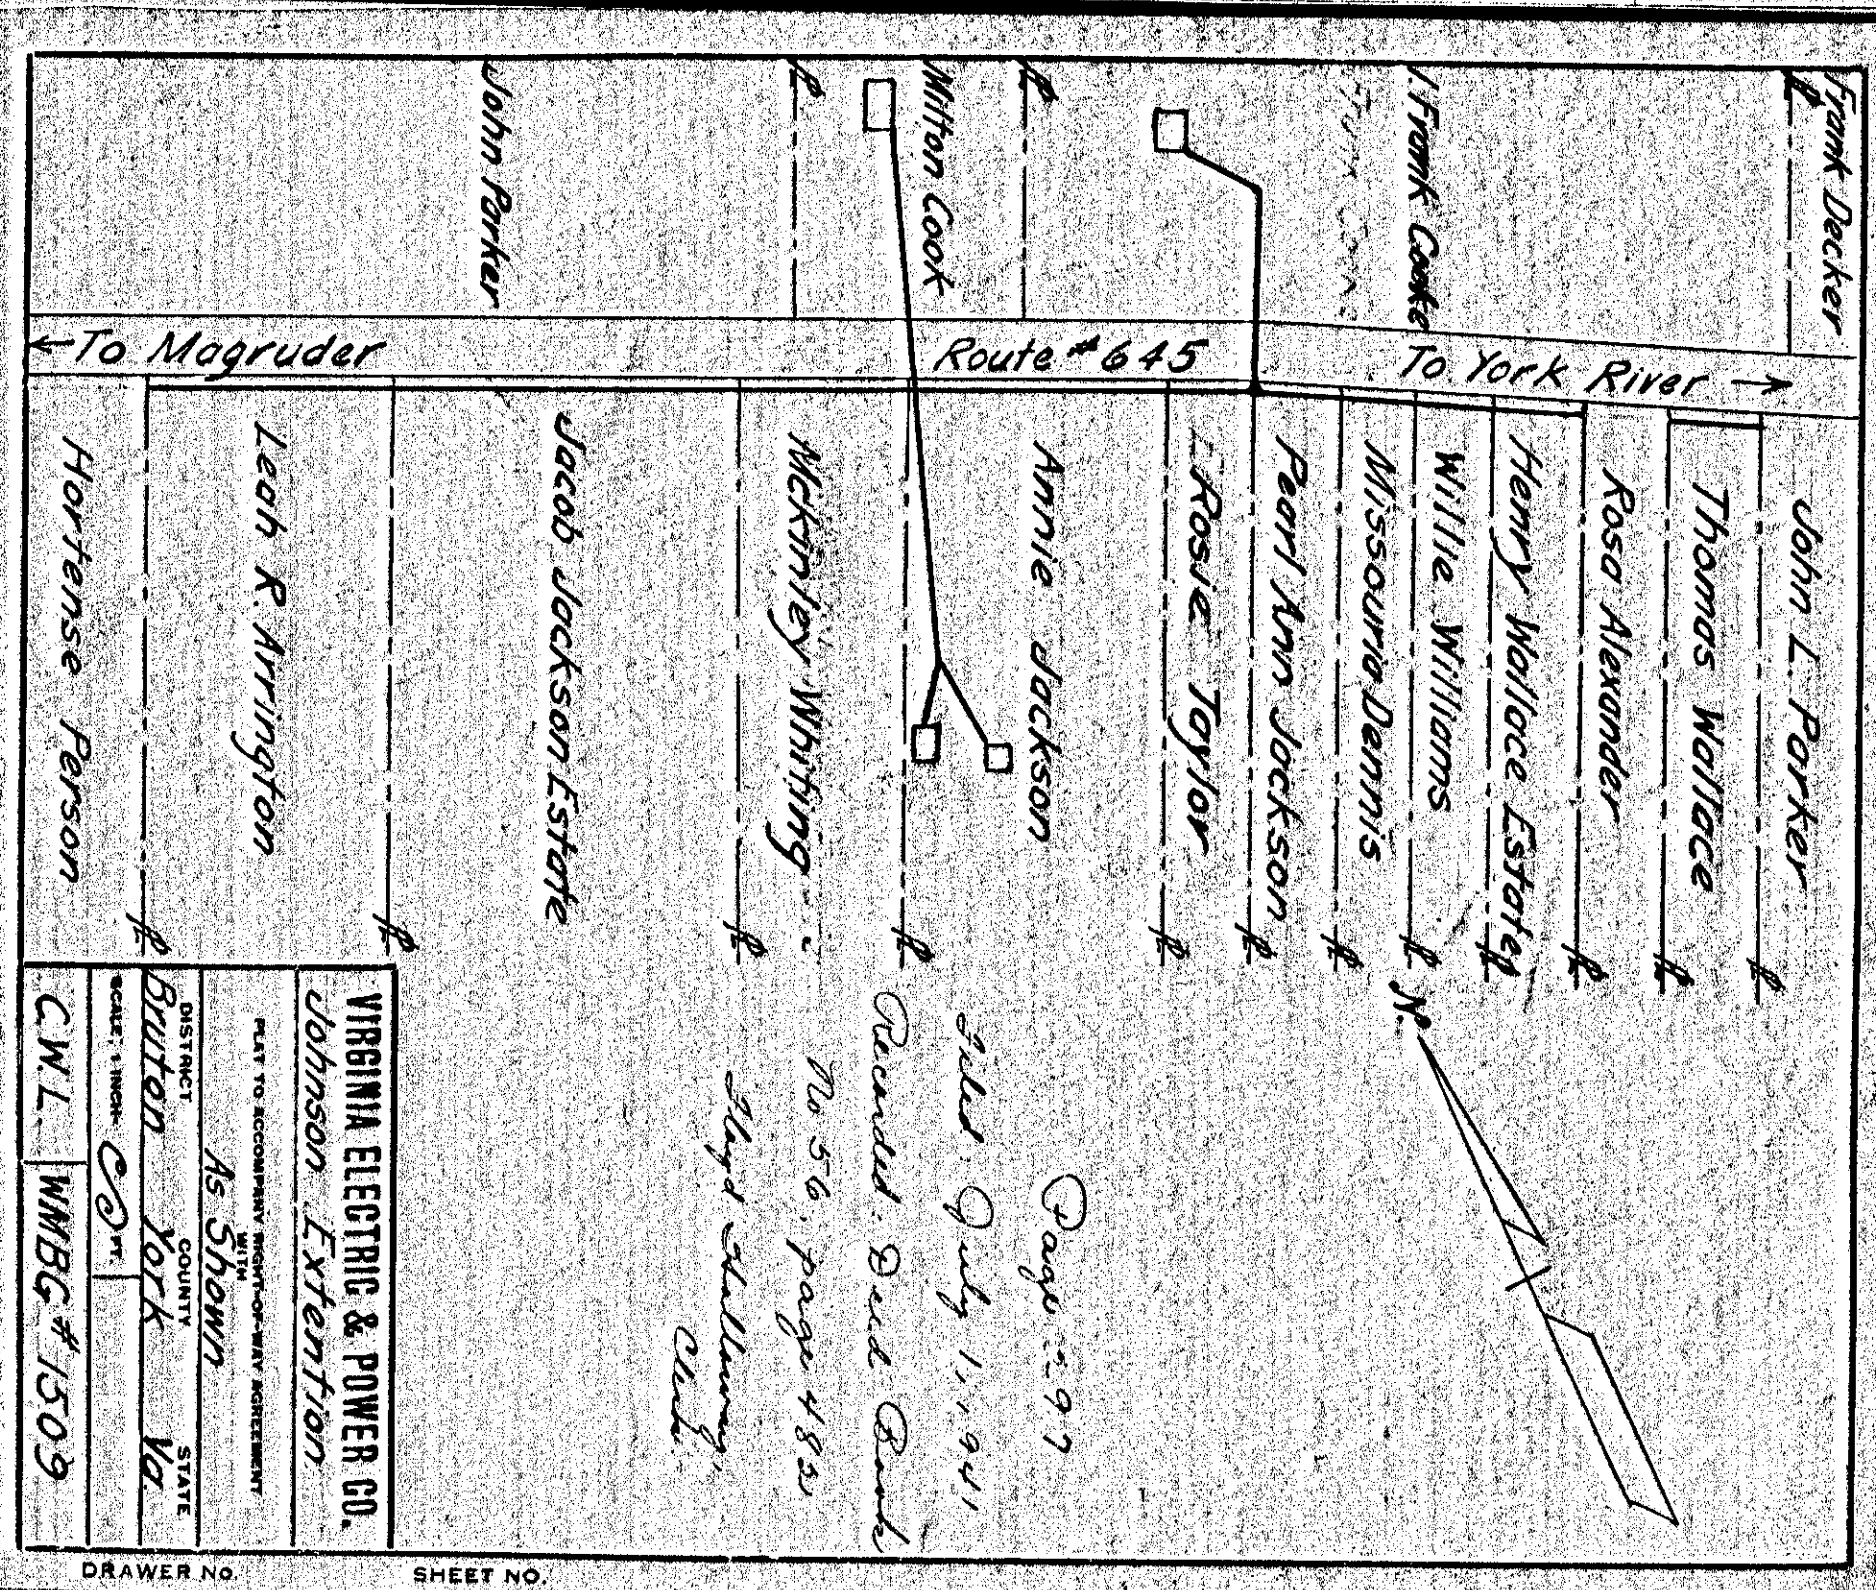 Frank Decker
J. Frank Cooke
Milton Cook
John Parker
← To Magruder
Route # 645
To York River →
Hortense Person
Leah R. Arrington
Jacob Jackson Estate
McKinley Whiting
Annie Jackson
Rosie Taylor
Pearl Ann Jackson
Missouria Dennis
Willie Williams
Henry Wallace Estate
Rosa Alexander
Thomas Wallace
John L. Parker
N.
Page = 97
Filed: July 1, 1941
Recorded: Deed Book
No 56, page 482
Floyd Holloway,
Clerk
VIRGINIA ELECTRIC & POWER CO.
Johnson Extention
PLAT TO ACCOMPANY RIGHT-OF-WAY AGREEMENT
WITH
As Shown
DISTRICT COUNTY STATE
Bruton York Va.
SCALE, 1 INCH= FT.
C.W.L. WMBG # 1509
DRAWER NO. SHEET NO.